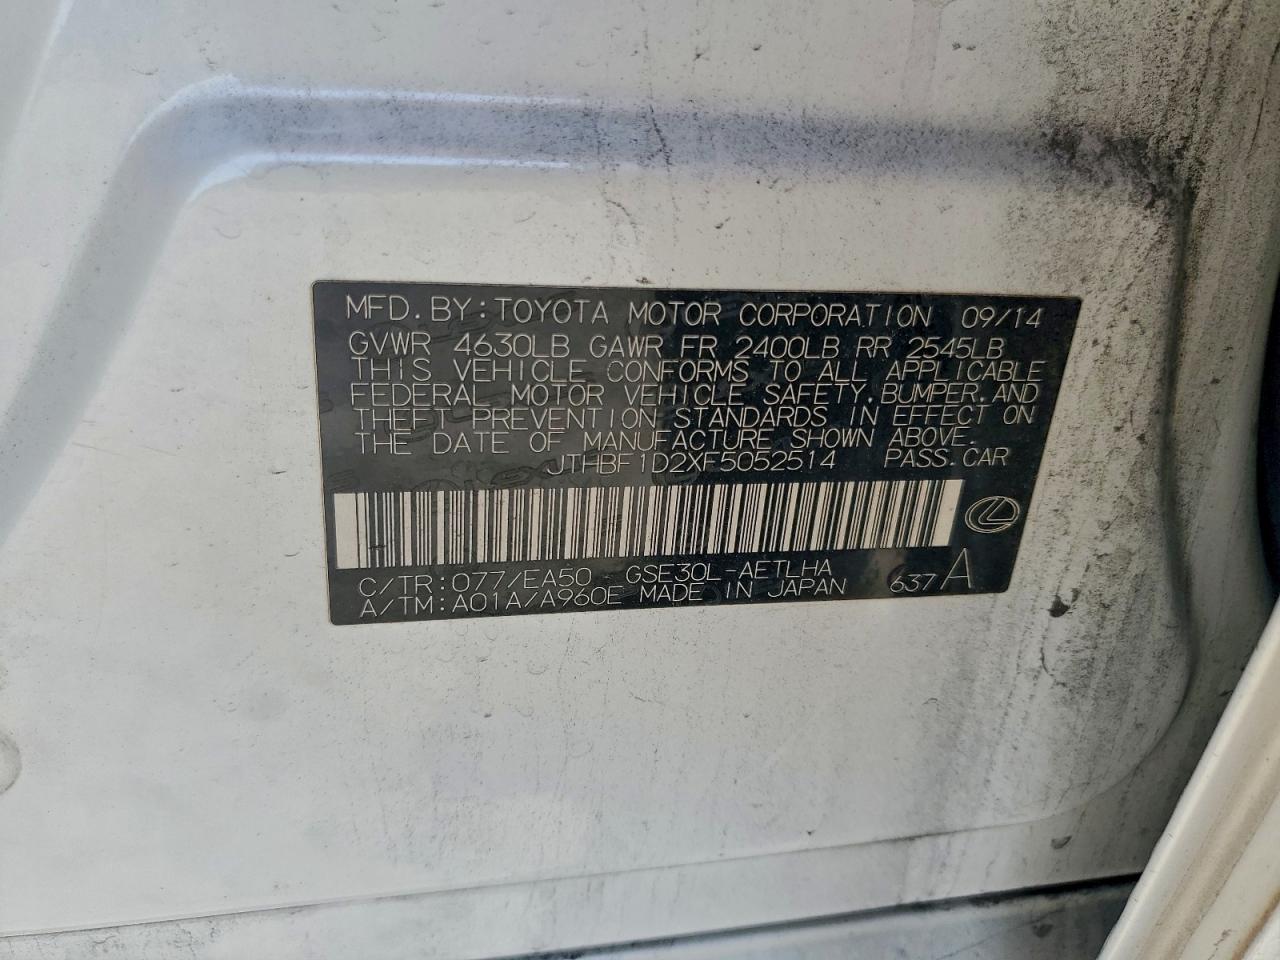 MFD.BY:TOYOTA MOTOR CORPORATION 09/14
GVWR 4630LB GAWR FR 2400LB RR 2545LB
THIS VEHICLE CONFORMS TO ALL APPLICABLE
FEDERAL MOTOR VEHICLE SAFETY,BUMPER,AND
THEFT PREVENTION STANDARDS IN EFFECT ON
THE DATE OF MANUFACTURE SHOWN ABOVE.
JTHBF1D2XF5052514 PASS.CAR
C/TR:077/EA50 GSE30L-AETLHA
A/TM:A01A/A960E MADE IN JAPAN 637A